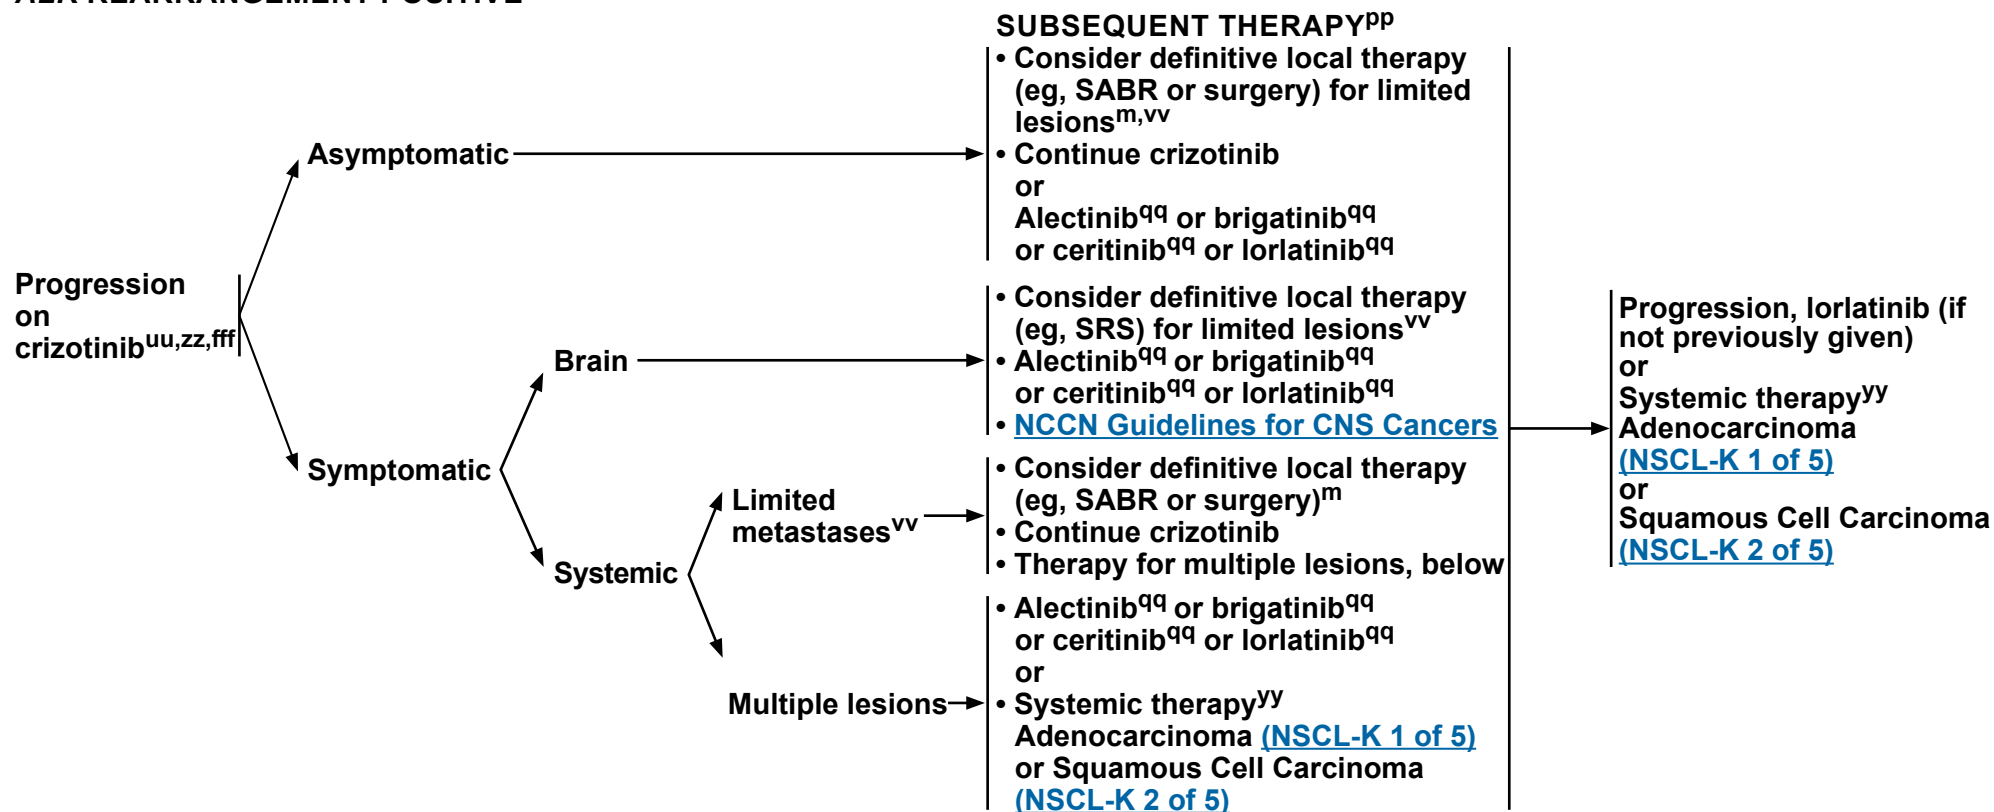 ALK REARRANGEMENT POSITIVE
SUBSEQUENT THERAPYpp
• Consider definitive local therapy
(eg, SABR or surgery) for limited
lesionsm,vv
• Continue crizotinib
or
Alectinibqq or brigatinibqq
or ceritinibqq or lorlatinibqq
Asymptomatic
Progression
on
crizotinibuu,zz,fff
Symptomatic
Brain
• Consider definitive local therapy
(eg, SRS) for limited lesionsvv
• Alectinibqq or brigatinibqq
or ceritinibqq or lorlatinibqq
• NCCN Guidelines for CNS Cancers
Systemic
Limited
metastasesvv
• Consider definitive local therapy
(eg, SABR or surgery)m
• Continue crizotinib
• Therapy for multiple lesions, below
Multiple lesions
• Alectinibqq or brigatinibqq
or ceritinibqq or lorlatinibqq
or
• Systemic therapyyy
Adenocarcinoma (NSCL-K 1 of 5)
or Squamous Cell Carcinoma
(NSCL-K 2 of 5)
Progression, lorlatinib (if
not previously given)
or
Systemic therapyyy
Adenocarcinoma
(NSCL-K 1 of 5)
or
Squamous Cell Carcinoma
(NSCL-K 2 of 5)